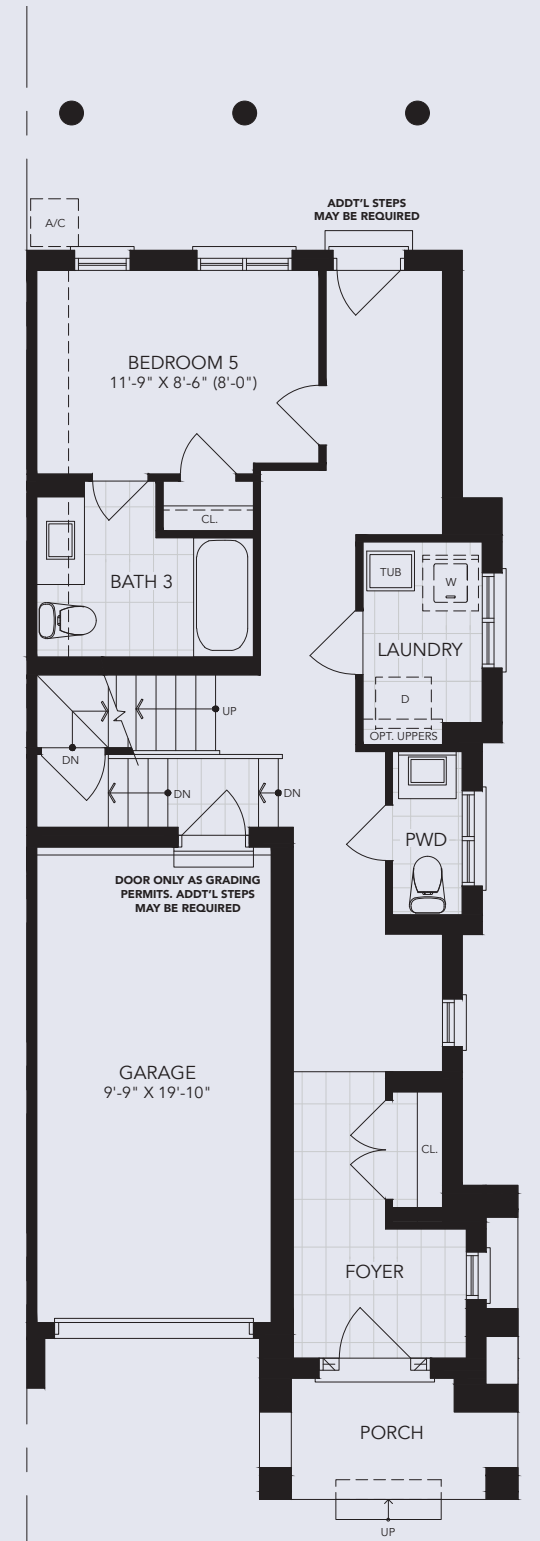 ADDT'L STEPS
MAY BE REQUIRED
A/C
BEDROOM 5
11'-9" X 8'-6" (8'-0")
CL.
BATH 3
TUB
W
LAUNDRY
D
OPT. UPPERS
UP
DN
DN
DN
PWD
DOOR ONLY AS GRADING
PERMITS. ADDT'L STEPS
MAY BE REQUIRED
GARAGE
9'-9" X 19'-10"
CL.
FOYER
PORCH
UP